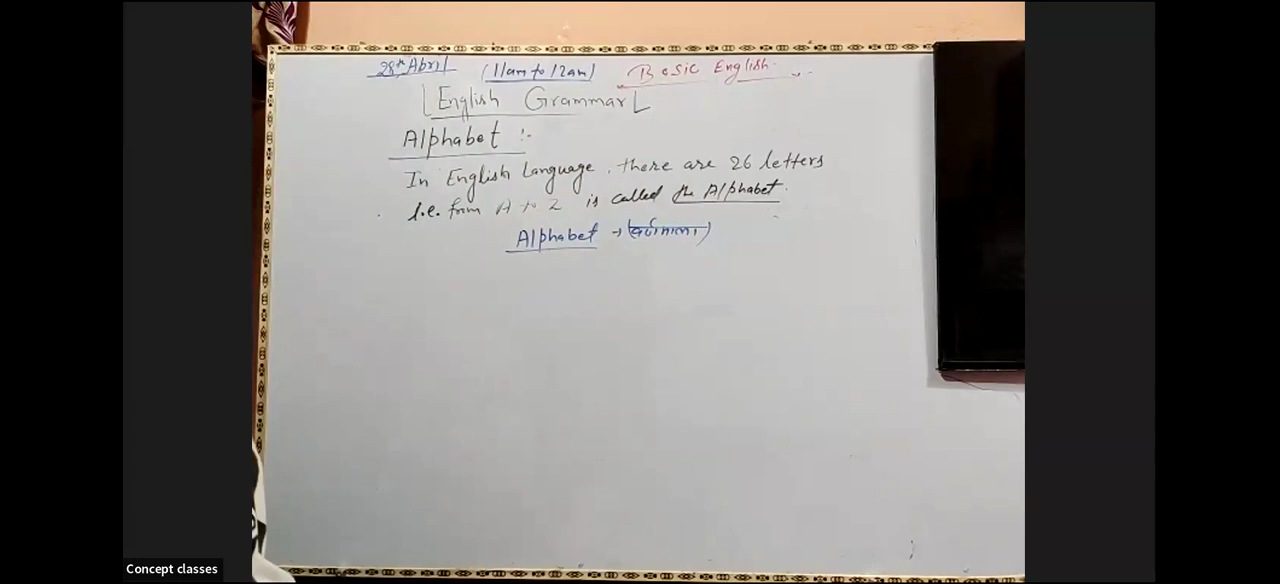 28th April (11am to 12am) Basic English
English Grammar
Alphabet :-
In English Language, there are 26 letters
i.e. from A to Z is called the Alphabet.
Alphabet → (वर्णमाला)
Concept classes